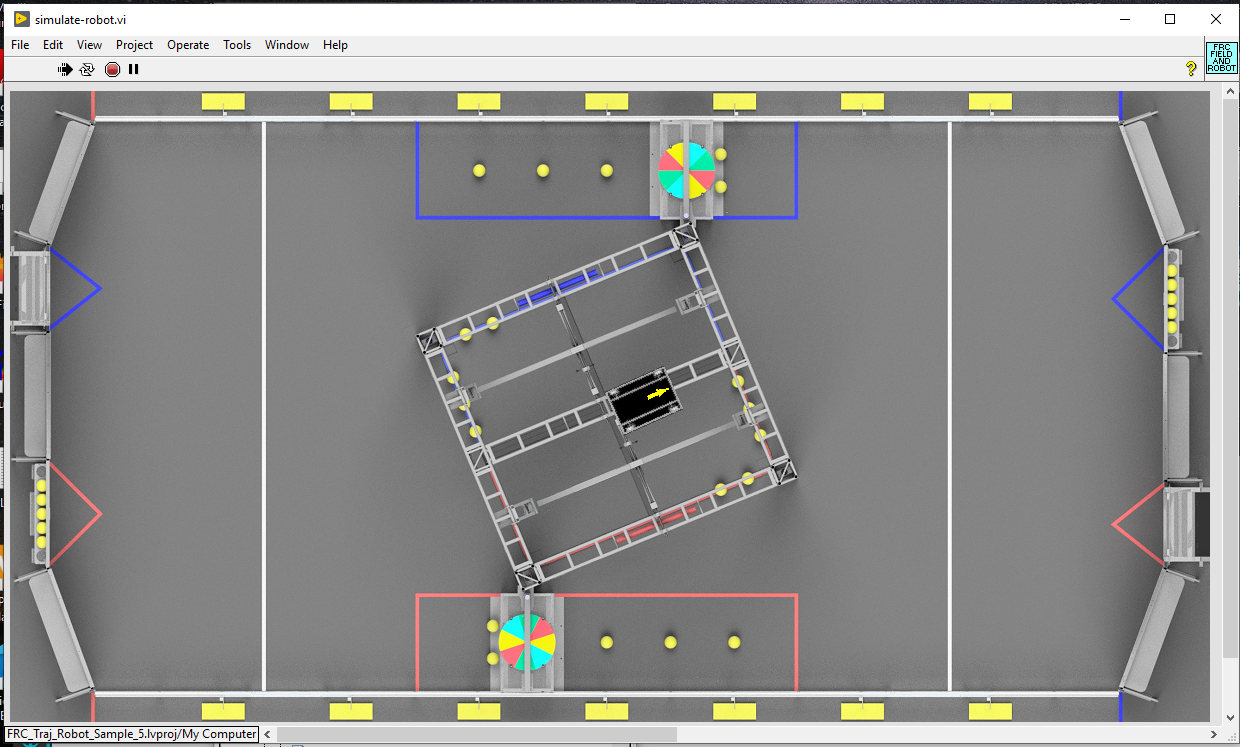 simulate-robot.vi
File Edit View Project Operate Tools Window Help
?
FRC
FIELD
AND
ROBOT
FRC_Traj_Robot_Sample_5.lvproj/My Computer